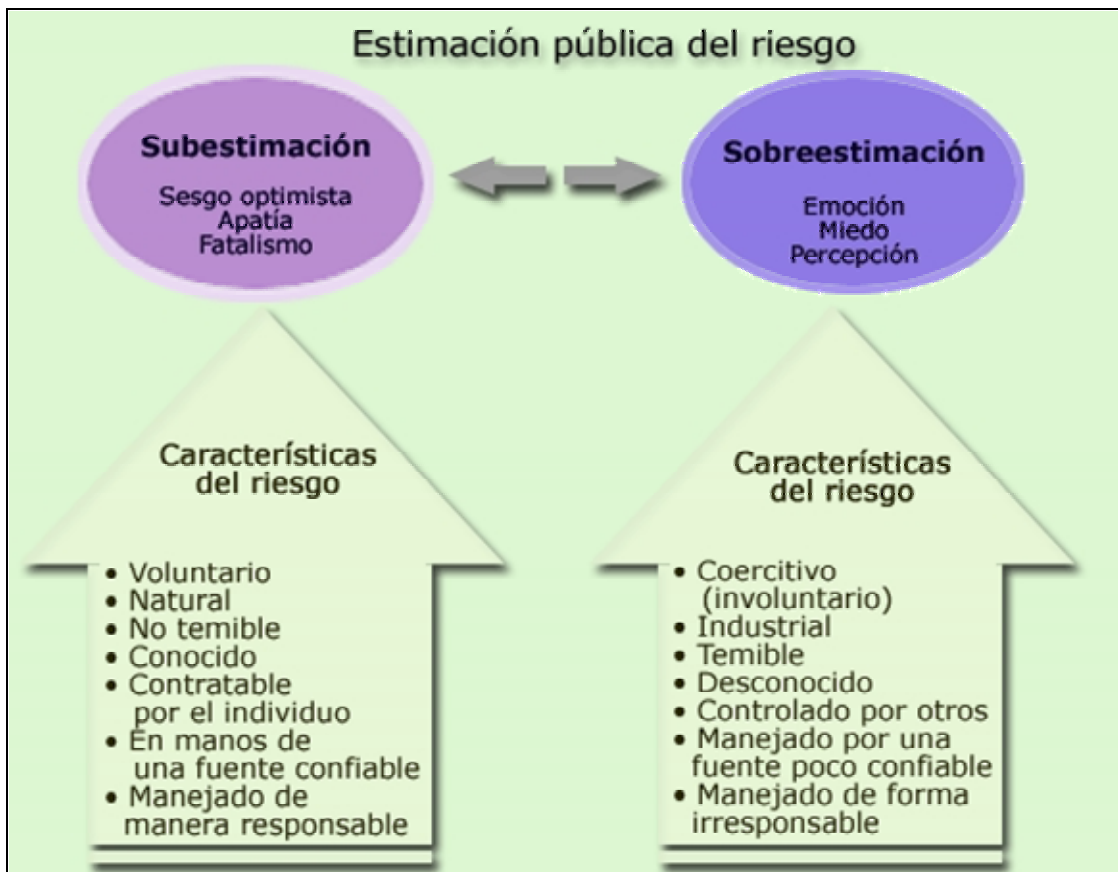 Estimación pública del riesgo
Subestimación
Sesgo optimista
Apatía
Fatalismo
Sobreestimación
Emoción
Miedo
Percepción
Características
del riesgo
• Voluntario
• Natural
• No temible
• Conocido
• Contratable
por el individuo
• En manos de
una fuente confiable
• Manejado de
manera responsable
Características
del riesgo
• Coercitivo
(involuntario)
• Industrial
• Temible
• Desconocido
• Controlado por otros
• Manejado por una
fuente poco confiable
• Manejado de forma
irresponsable